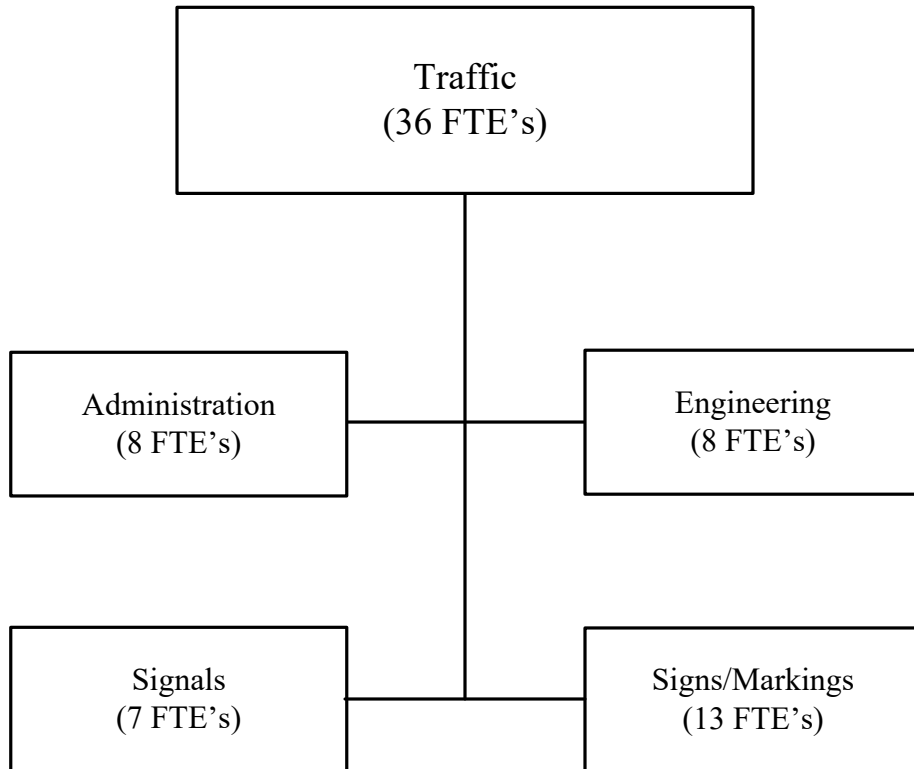 Traffic
(36 FTE’s)
Administration
(8 FTE’s)
Engineering
(8 FTE’s)
Signals
(7 FTE’s)
Signs/Markings
(13 FTE’s)